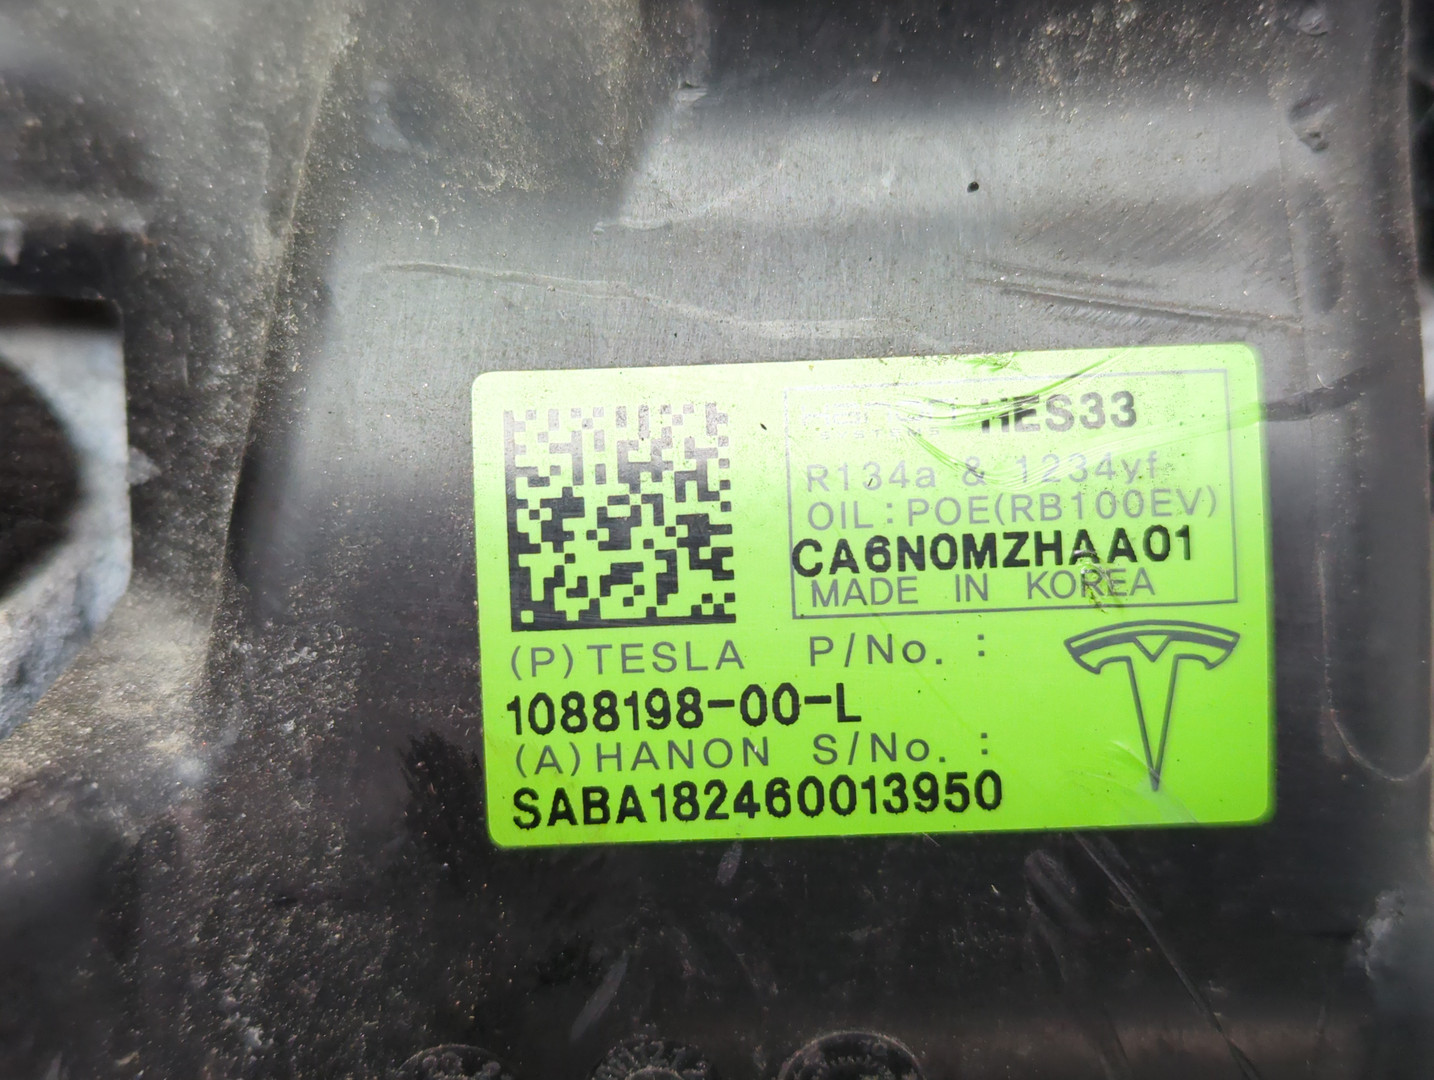 HES33
R134a & 1234yf
OIL:POE(RB100EV)
CA6N0MZHAA01
MADE IN KOREA
(P)TESLA P/No. :
1088198-00-L
(A)HANON S/No. :
SABA182460013950